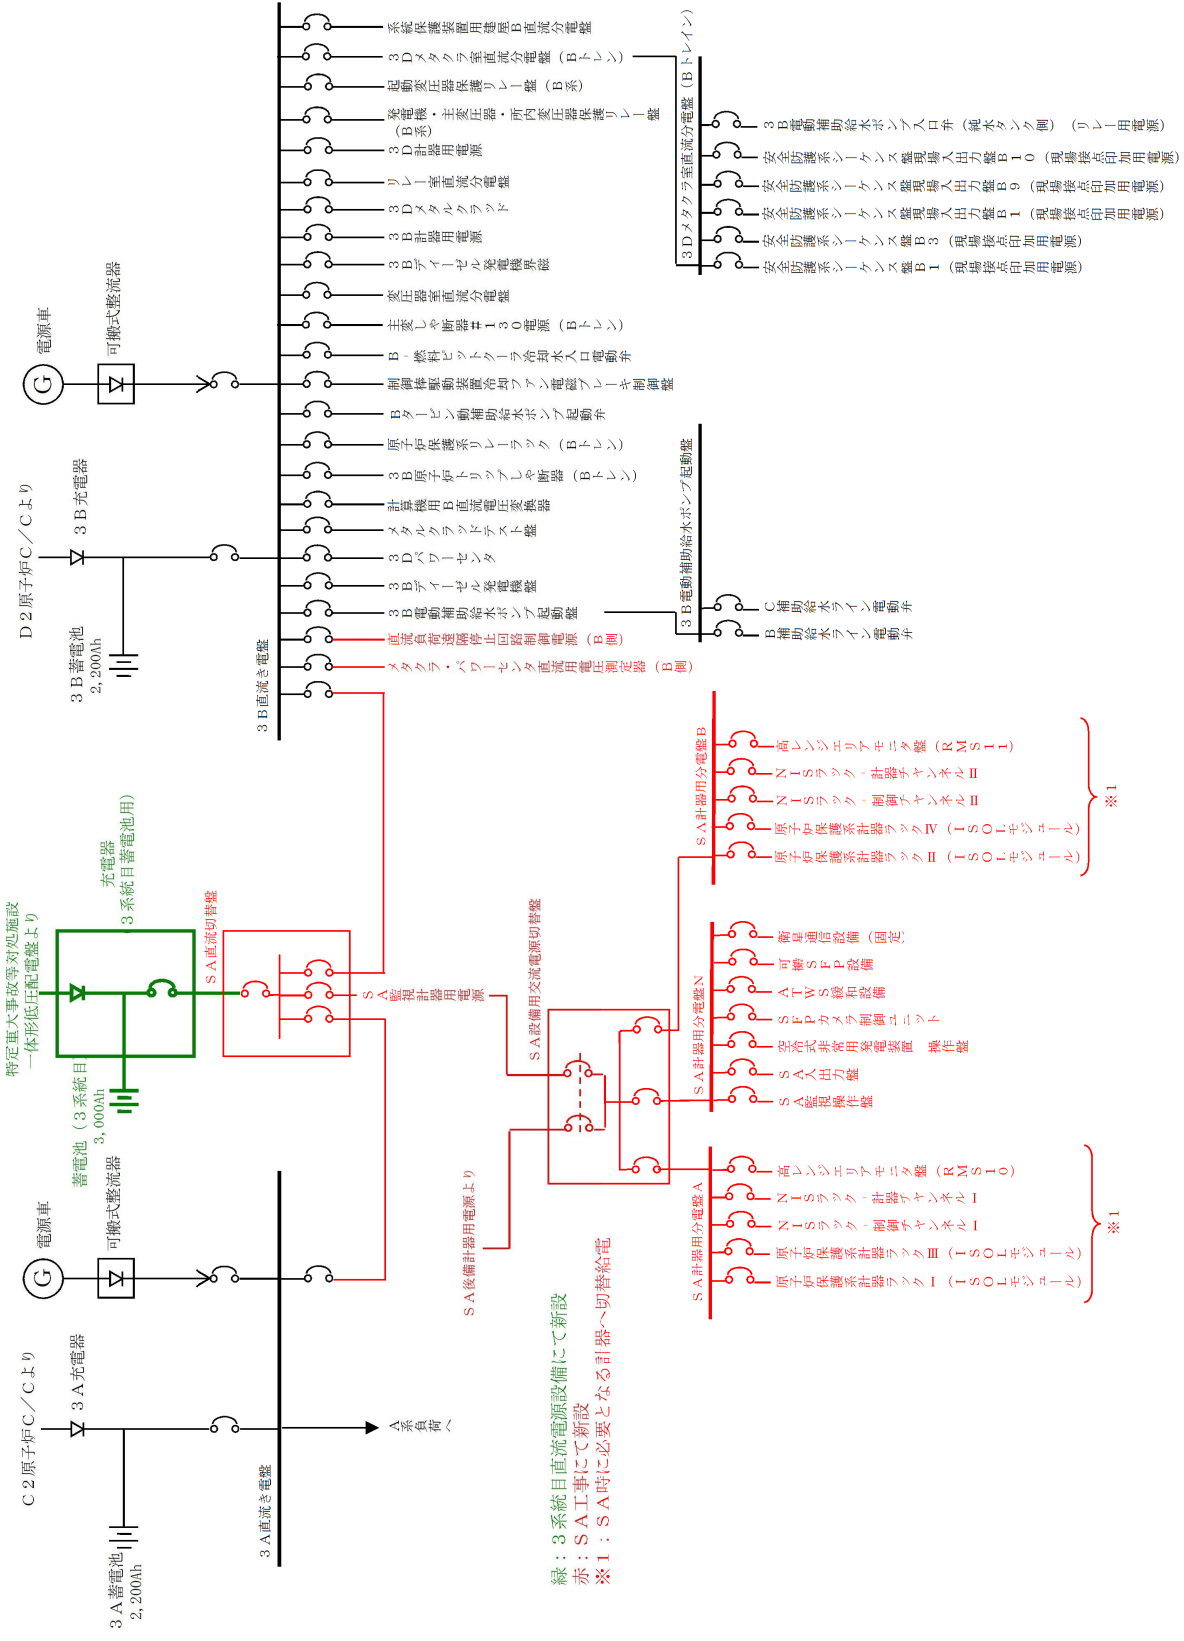 C2原子炉C/Cより
3A充電器
3A蓄電池
2,200Ah
電源車
G
可搬式整流器
3A直流き電盤
A系負荷へ
特定重大事故等対処施設
一体形低圧配電盤より
充電器
(3系統目蓄電池用)
蓄電池(3系統目
3,000Ah
SA直流切替盤
SA監視計器用電源
D2原子炉C/Cより
3B充電器
3B蓄電池
2,200Ah
電源車
G
可搬式整流器
3B直流き電盤
メタクラ・パワーセンタ直流用電圧測定器(B側)
直流負荷遠隔停止回路制御電源(B側)
3B電動補助給水ポンプ起動盤
3Bディーゼル発電機盤
3Dパワーセンタ
メタルクラッドテスト盤
計算機用B直流電圧変換器
3B原子炉トリップしゃ断器(Bトレン)
原子炉保護系リレーラック(Bトレン)
Bタービン動補助給水ポンプ起動弁
制御棒駆動装置冷却ファン電磁ブレーキ制御盤
B-燃料ピットクーラ冷却水入口電動弁
主変しゃ断器#130電源(Bトレン)
変圧器室直流分電盤
3Bディーゼル発電機界磁
3B計器用電源
3Dメタルクラッド
リレー室直流分電盤
3D計器用電源
発電機・主変圧器・所内変圧器保護リレー盤
(B系)
起動変圧器保護リレー盤(B系)
3Dメタクラ室直流分電盤(Bトレン)
系統保護装置用建屋B直流分電盤
3B電動補助給水ポンプ起動盤
B補助給水ライン電動弁
C補助給水ライン電動弁
3Dメタクラ室直流分電盤(Bトレイン)
安全防護系シーケンス盤B1(現場接点印加用電源)
安全防護系シーケンス盤B3(現場接点印加用電源)
安全防護系シーケンス盤現場入出力盤B1(現場接点印加用電源)
安全防護系シーケンス盤現場入出力盤B9(現場接点印加用電源)
安全防護系シーケンス盤現場入出力盤B10(現場接点印加用電源)
3B電動補助給水ポンプ入口弁(純水タンク側)(リレー用電源)
SA後備計器用電源より
SA設備用交流電源切替盤
SA計器用分電盤A
原子炉保護系計器ラックⅠ(ISOLモジュール)
原子炉保護系計器ラックⅢ(ISOLモジュール)
NISラック-制御チャンネルⅠ
NISラック-計器チャンネルⅠ
高レンジエリアモニタ盤(RMS10)
※1
SA計器用分電盤N
SA監視操作盤
SA入出力盤
空冷式非常用発電装置 操作盤
SFPカメラ制御ユニット
ATWS緩和設備
可搬SFP設備
衛星通信設備(固定)
SA計器用分電盤B
原子炉保護系計器ラックⅡ(ISOLモジュール)
原子炉保護系計器ラックⅣ(ISOLモジュール)
NISラック-制御チャンネルⅡ
NISラック-計器チャンネルⅡ
高レンジエリアモニタ盤(RMS11)
※1
緑:3系統目直流電源設備にて新設
赤:SA工事にて新設
※1:SA時に必要となる計器へ切替給電